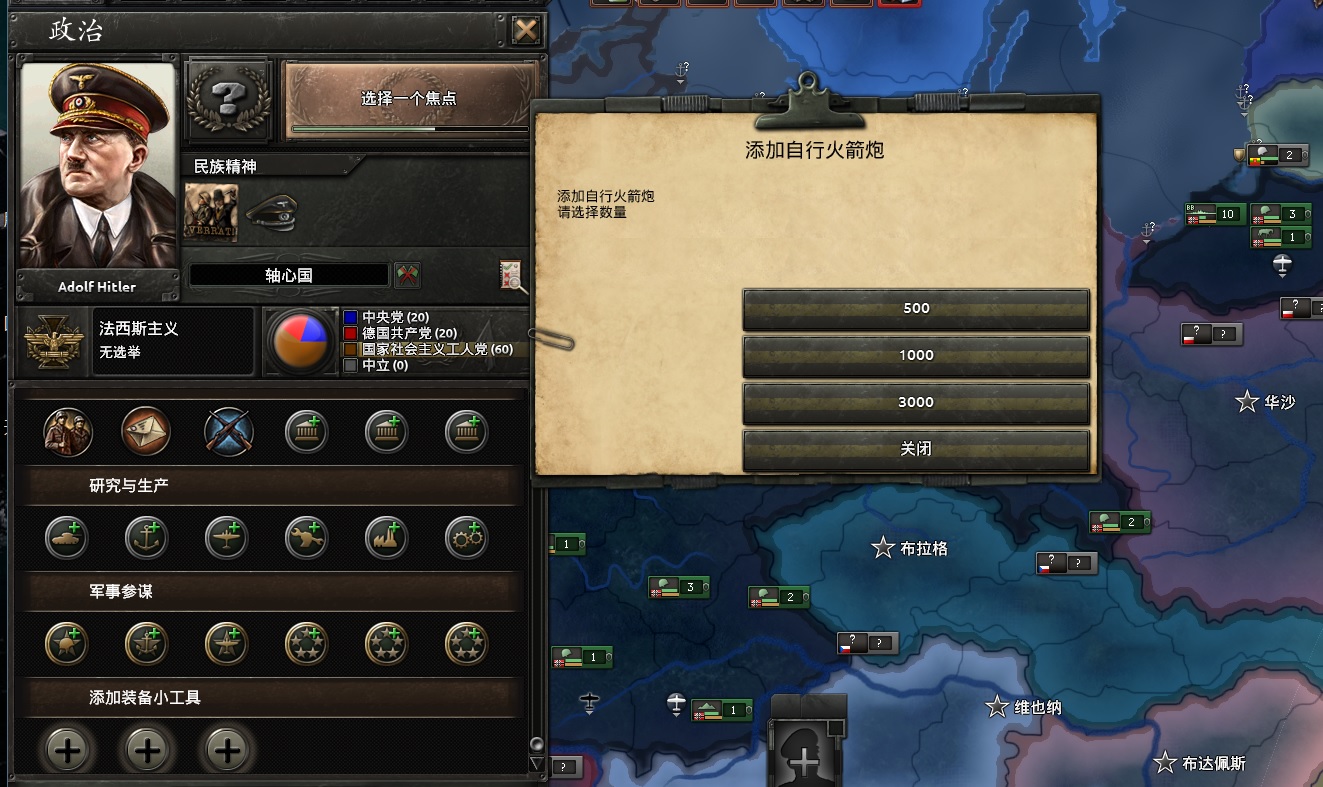 政治
选择一个焦点
民族精神
VERRAT!
轴心国
Adolf Hitler
法西斯主义
无选举
中央党 (20)
德国共产党 (20)
国家社会主义工人党 (60)
中立 (0)
研究与生产
军事参谋
添加装备小工具
添加自行火箭炮
添加自行火箭炮
请选择数量
500
1000
3000
关闭
2
BB
10
3
1
?
?
?
华沙
2
布拉格
?
?
1
3
2
?
?
1
1
维也纳
?
布达佩斯